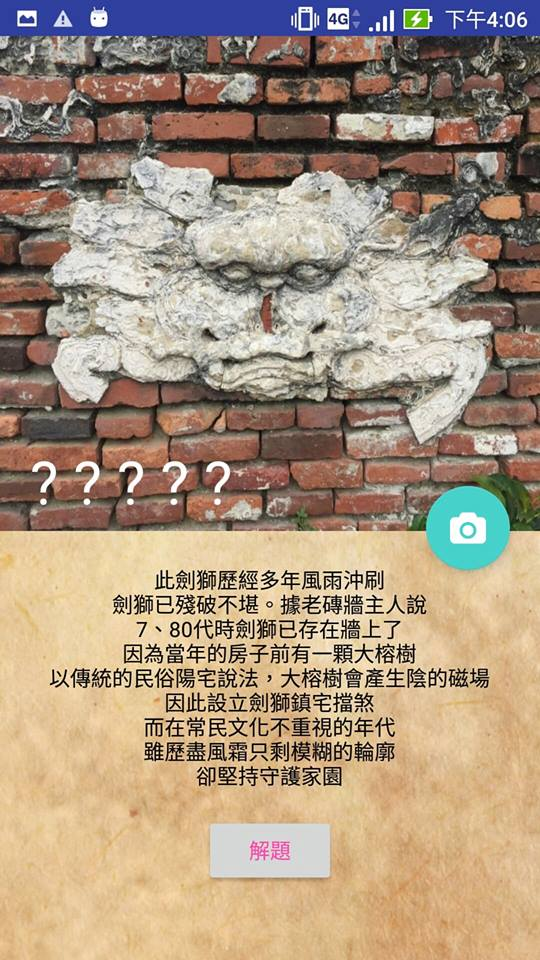 4G 下午4:06
？？？？？
此劍獅歷經多年風雨沖刷
劍獅已殘破不堪。據老磚牆主人說
7、80代時劍獅已存在牆上了
因為當年的房子前有一顆大榕樹
以傳統的民俗陽宅說法，大榕樹會產生陰的磁場
因此設立劍獅鎮宅擋煞
而在常民文化不重視的年代
雖歷盡風霜只剩模糊的輪廓
卻堅持守護家園
解題